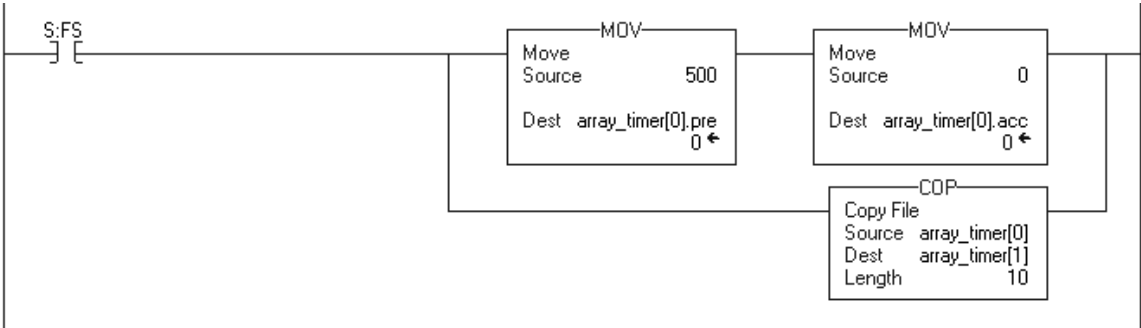 S:FS
MOV
Move
Source 500
Dest array_timer[0].pre
0
MOV
Move
Source 0
Dest array_timer[0].acc
0
COP
Copy File
Source array_timer[0]
Dest array_timer[1]
Length 10